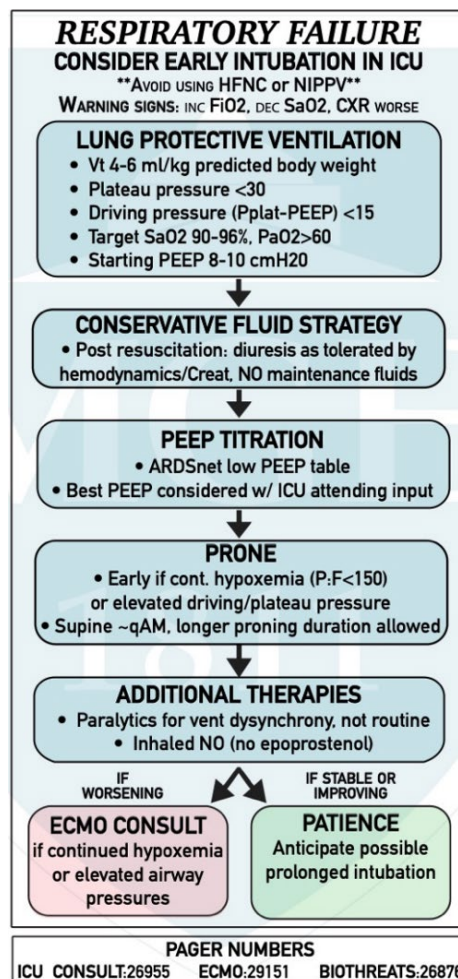 RESPIRATORY FAILURE
CONSIDER EARLY INTUBATION IN ICU
**AVOID USING HFNC OR NIPPV**
WARNING SIGNS: INC FiO2, DEC SaO2, CXR WORSE
LUNG PROTECTIVE VENTILATION
• Vt 4-6 ml/kg predicted body weight
• Plateau pressure <30
• Driving pressure (Pplat-PEEP) <15
• Target SaO2 90-96%, PaO2>60
• Starting PEEP 8-10 cmH20
CONSERVATIVE FLUID STRATEGY
• Post resuscitation: diuresis as tolerated by
hemodynamics/Creat, NO maintenance fluids
PEEP TITRATION
• ARDSnet low PEEP table
• Best PEEP considered w/ ICU attending input
PRONE
• Early if cont. hypoxemia (P:F<150)
or elevated driving/plateau pressure
• Supine ~qAM, longer proning duration allowed
ADDITIONAL THERAPIES
• Paralytics for vent dysynchrony, not routine
• Inhaled NO (no epoprostenol)
IF
WORSENING
IF STABLE OR
IMPROVING
ECMO CONSULT
if continued hypoxemia
or elevated airway
pressures
PATIENCE
Anticipate possible
prolonged intubation
PAGER NUMBERS
ICU CONSULT:26955 ECMO:29151 BIOTHREATS:26876
MGH
1811